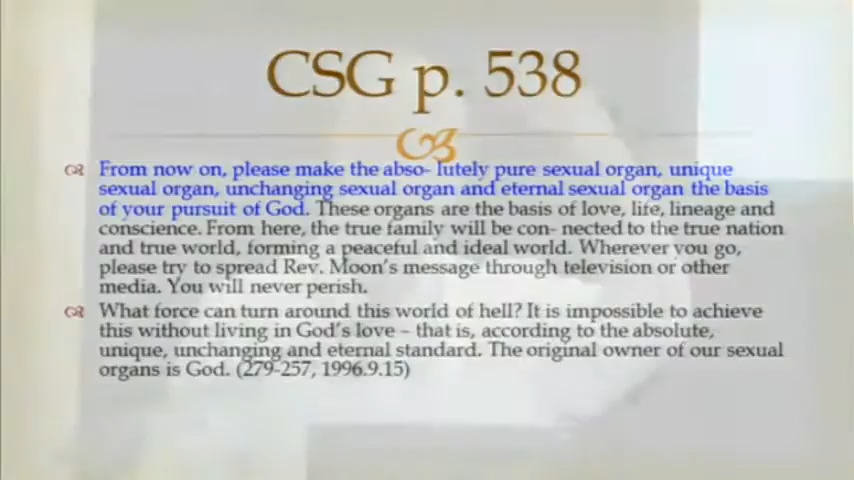 CSG p. 538
From now on, please make the abso- lutely pure sexual organ, unique
sexual organ, unchanging sexual organ and eternal sexual organ the basis
of your pursuit of God. These organs are the basis of love, life, lineage and
conscience. From here, the true family will be con- nected to the true nation
and true world, forming a peaceful and ideal world. Wherever you go,
please try to spread Rev. Moon's message through television or other
media. You will never perish.
What force can turn around this world of hell? It is impossible to achieve
this without living in God's love – that is, according to the absolute,
unique, unchanging and eternal standard. The original owner of our sexual
organs is God. (279-257, 1996.9.15)